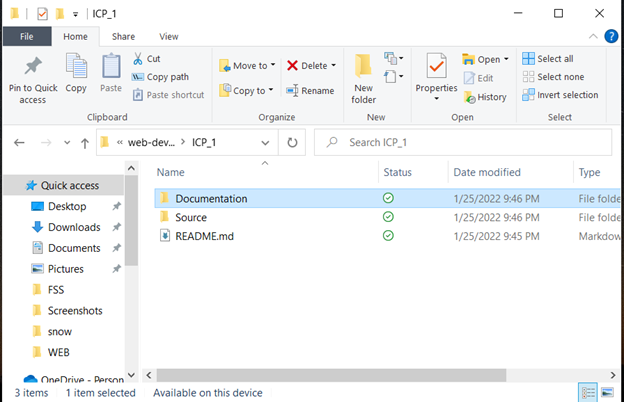 ICP_1
File Home Share View
Pin to Quick access
Copy
Paste
Cut
Copy path
Paste shortcut
Clipboard
Move to
Copy to
Delete
Rename
Organize
New folder
New
Properties
Open
Edit
History
Open
Select all
Select none
Invert selection
Select
« web-dev... > ICP_1
Search ICP_1
Quick access
Desktop
Downloads
Documents
Pictures
FSS
Screenshots
snow
WEB
OneDrive - Person
Name Status Date modified Type
Documentation 1/25/2022 9:46 PM File folde
Source 1/25/2022 9:46 PM File folde
README.md 1/25/2022 9:45 PM Markdow
3 items 1 item selected Available on this device